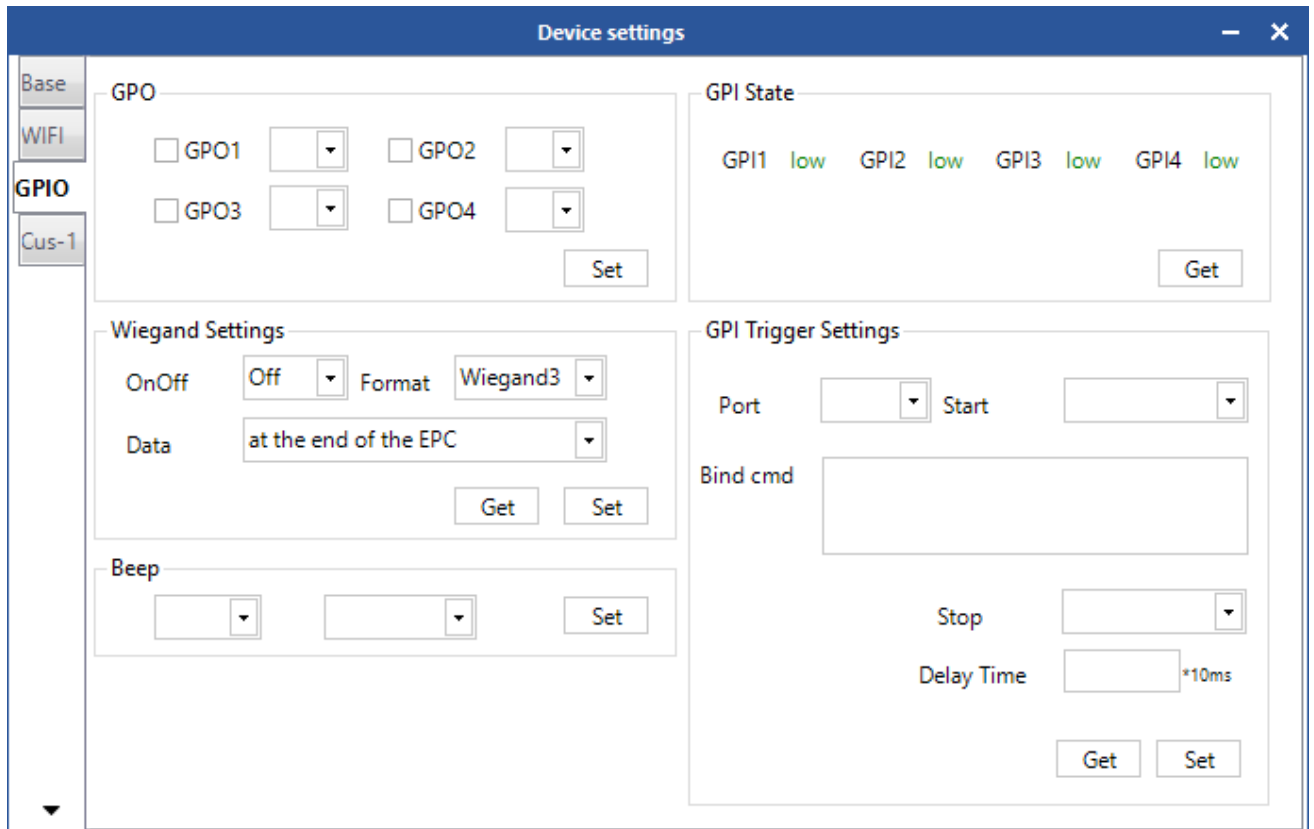 Device settings
Base
WIFI
GPIO
Cus-1
GPO
GPO1
GPO2
GPO3
GPO4
Set
GPI State
GPI1 low GPI2 low GPI3 low GPI4 low
Get
Wiegand Settings
OnOff Off Format Wiegand3
Data at the end of the EPC
Get Set
Beep
Set
GPI Trigger Settings
Port Start
Bind cmd
Stop
Delay Time *10ms
Get Set